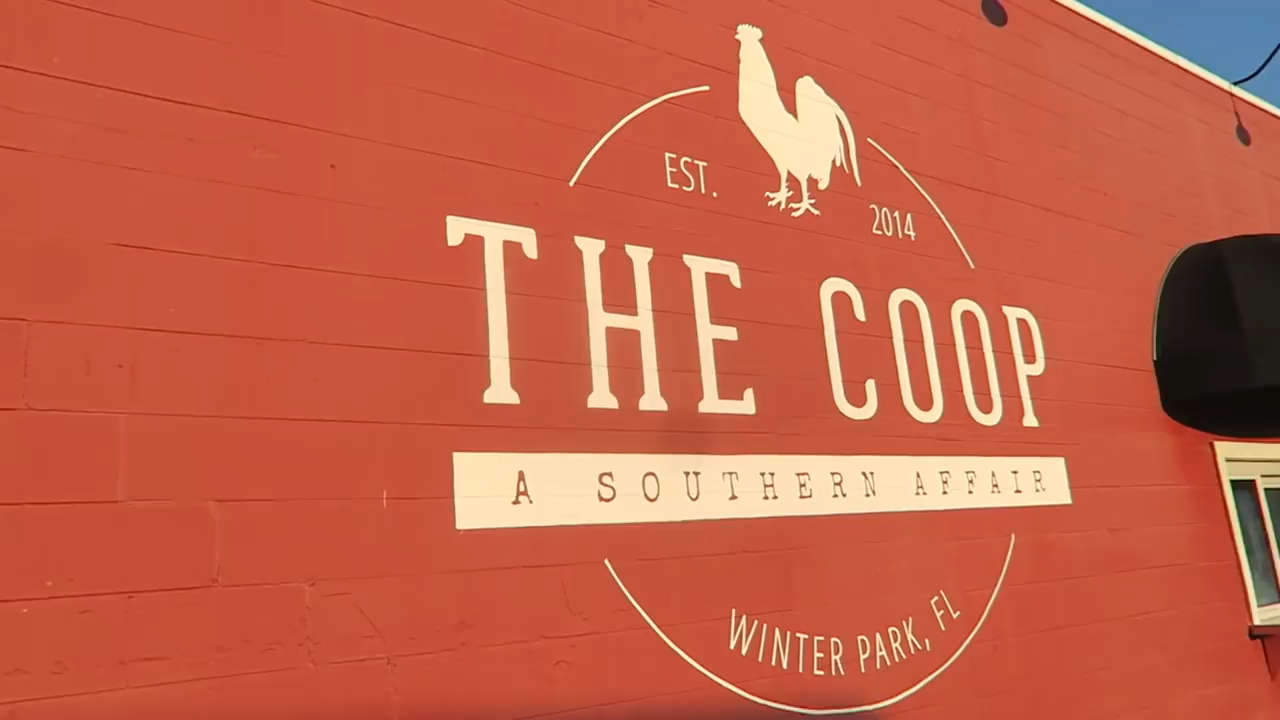 EST. 2014
THE COOP
A SOUTHERN AFFAIR
WINTER PARK, FL